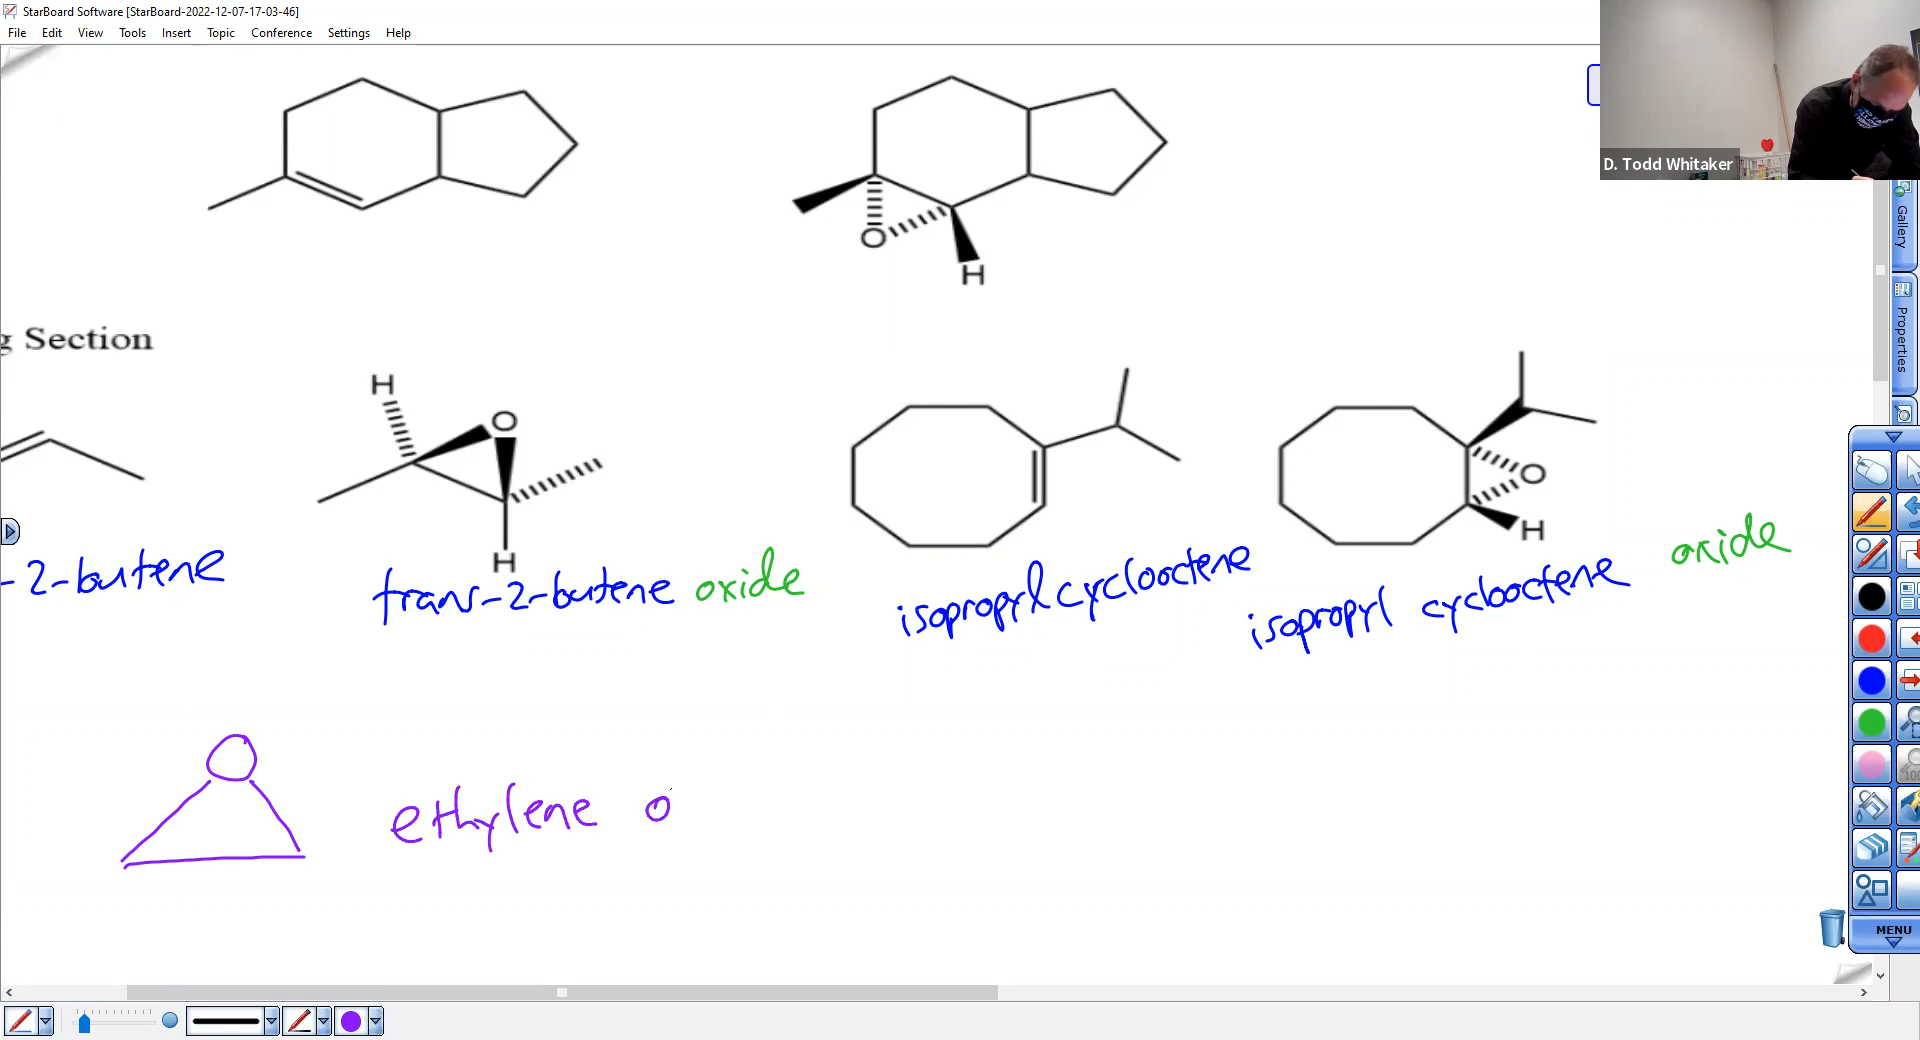 StarBoard Software [StarBoard-2022-12-07-17-03-46]
File Edit View Tools Insert Topic Conference Settings Help
D. Todd Whitaker
Gallery
Properties
O
H
g Section
H
O
H
O
H
-2-butene
trans-2-butene oxide
isopropyl cyclooctene
isopropyl cyclooctene oxide
ethylene o
MENU